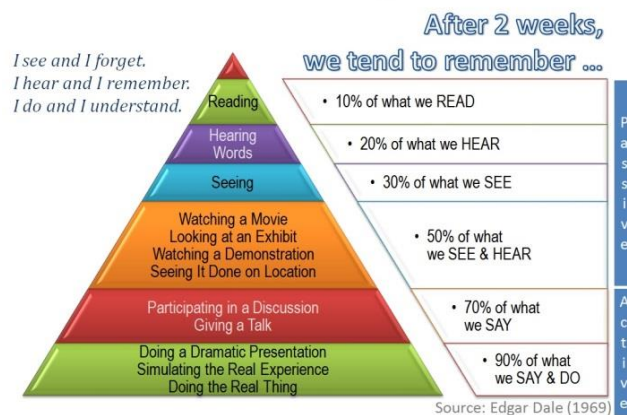 After 2 weeks,
we tend to remember ...
I see and I forget.
I hear and I remember.
I do and I understand.
Reading
• 10% of what we READ
Hearing
Words
• 20% of what we HEAR
Seeing
• 30% of what we SEE
Watching a Movie
Looking at an Exhibit
Watching a Demonstration
Seeing It Done on Location
• 50% of what
we SEE & HEAR
Participating in a Discussion
Giving a Talk
• 70% of what
we SAY
Doing a Dramatic Presentation
Simulating the Real Experience
Doing the Real Thing
• 90% of what
we SAY & DO
P
a
s
s
i
v
e
A
c
t
i
v
e
Source: Edgar Dale (1969)